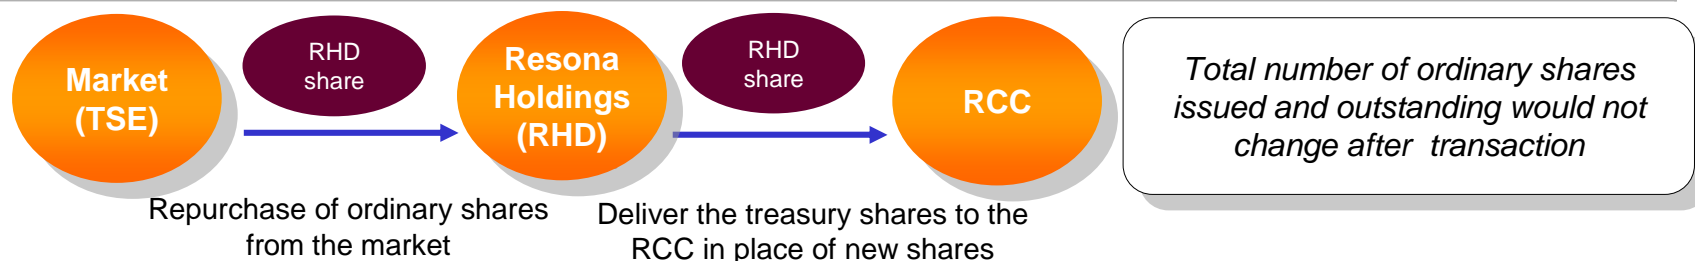 Market
(TSE)
RHD
share
Resona
Holdings
(RHD)
RHD
share
RCC
Total number of ordinary shares
issued and outstanding would not
change after transaction
Repurchase of ordinary shares
from the market
Deliver the treasury shares to the
RCC in place of new shares